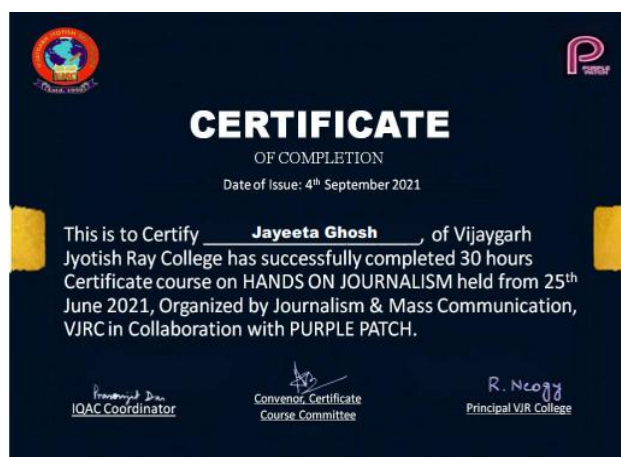 PURPLE
PATCH
CERTIFICATE
OF COMPLETION
Date of Issue: 4th September 2021
This is to Certify Jayeeta Ghosh, of Vijaygarh
Jyotish Ray College has successfully completed 30 hours
Certificate course on HANDS ON JOURNALISM held from 25th
June 2021, Organized by Journalism & Mass Communication,
VJRC in Collaboration with PURPLE PATCH.
R. Neogy
IQAC Coordinator
Convenor, Certificate
Course Committee
Principal VJR College